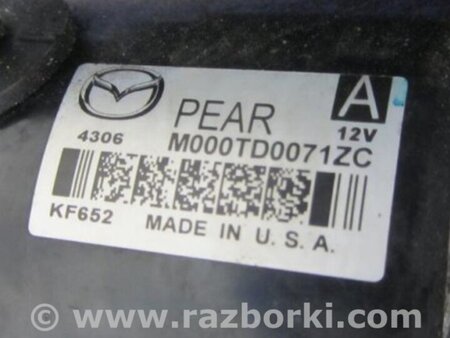 PEAR A
4306 M000TD0071ZC 12V
KF652 MADE IN U.S.A.
© www.razborki.com